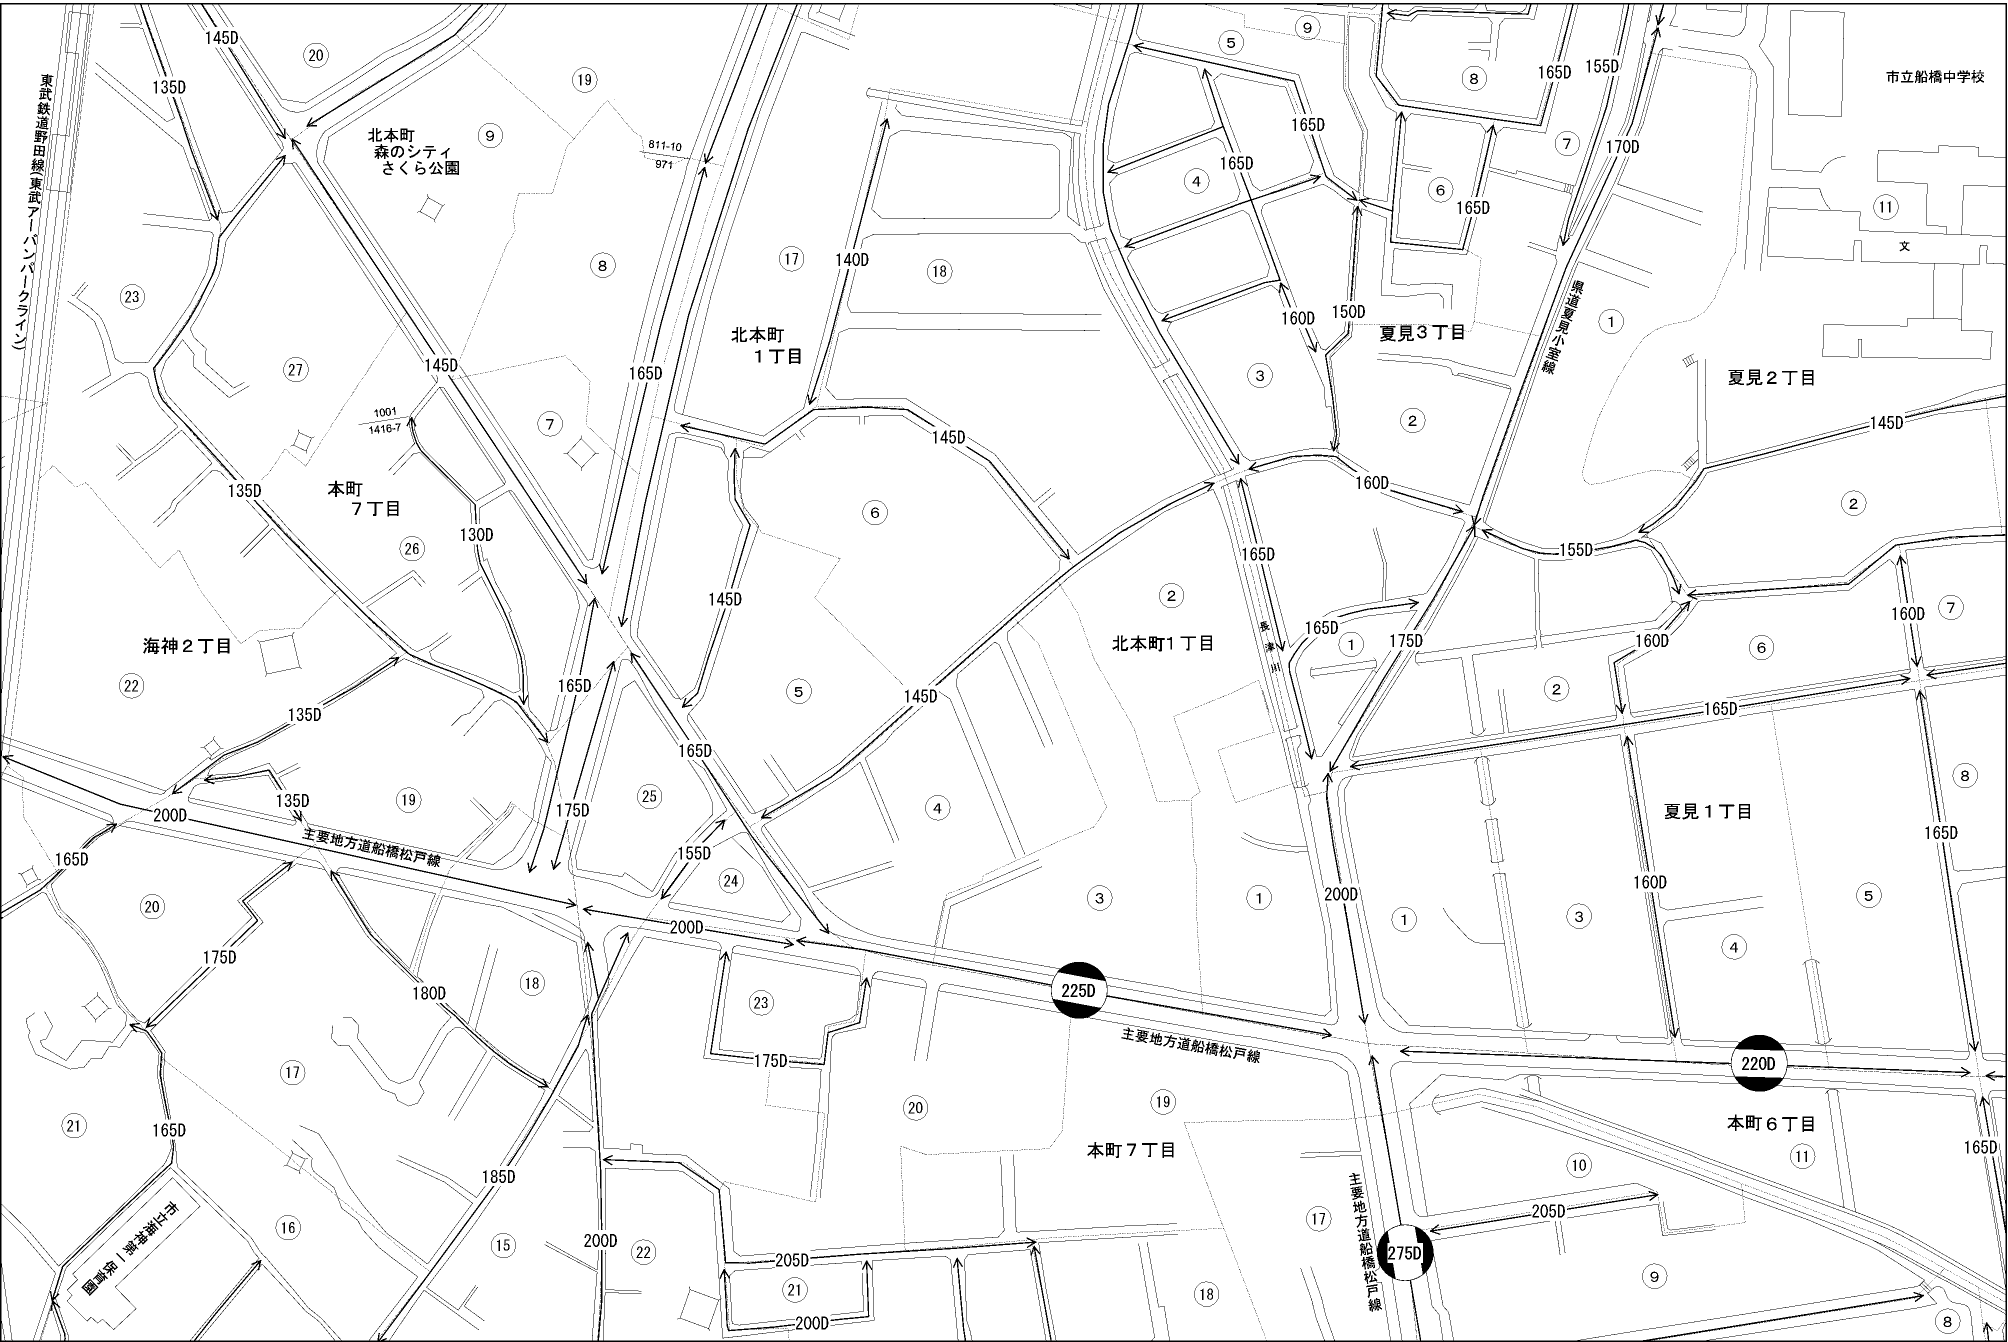 145D
20
19
5
9
8
165D
155D
市立船橋中学校
135D
東武鉄道野田線(東武アーバンパークライン)
北本町
森のシティ
さくら公園
9
811-10
971
165D
165D
7
170D
4
6
165D
11
文
23
8
17
140D
18
150D
160D
県道夏見小室線
1
夏見3丁目
北本町
1丁目
27
145D
165D
3
夏見2丁目
1001
1416-7
7
145D
2
145D
135D
本町
7丁目
6
160D
2
130D
26
165D
155D
145D
2
長津川
165D
1
175D
160D
7
160D
海神2丁目
北本町1丁目
6
22
165D
5
145D
2
165D
135D
165D
8
135D
19
25
175D
4
夏見1丁目
200D
主要地方道船橋松戸線
165D
155D
165D
24
160D
200D
20
3
1
1
3
5
200D
175D
4
180D
18
23
225D
主要地方道船橋松戸線
175D
220D
17
20
19
21
165D
本町7丁目
本町6丁目
165D
11
10
185D
主要地方道船橋松戸線
市立海神第一保育園
16
15
200D
22
205D
17
205D
275D
9
21
18
200D
8